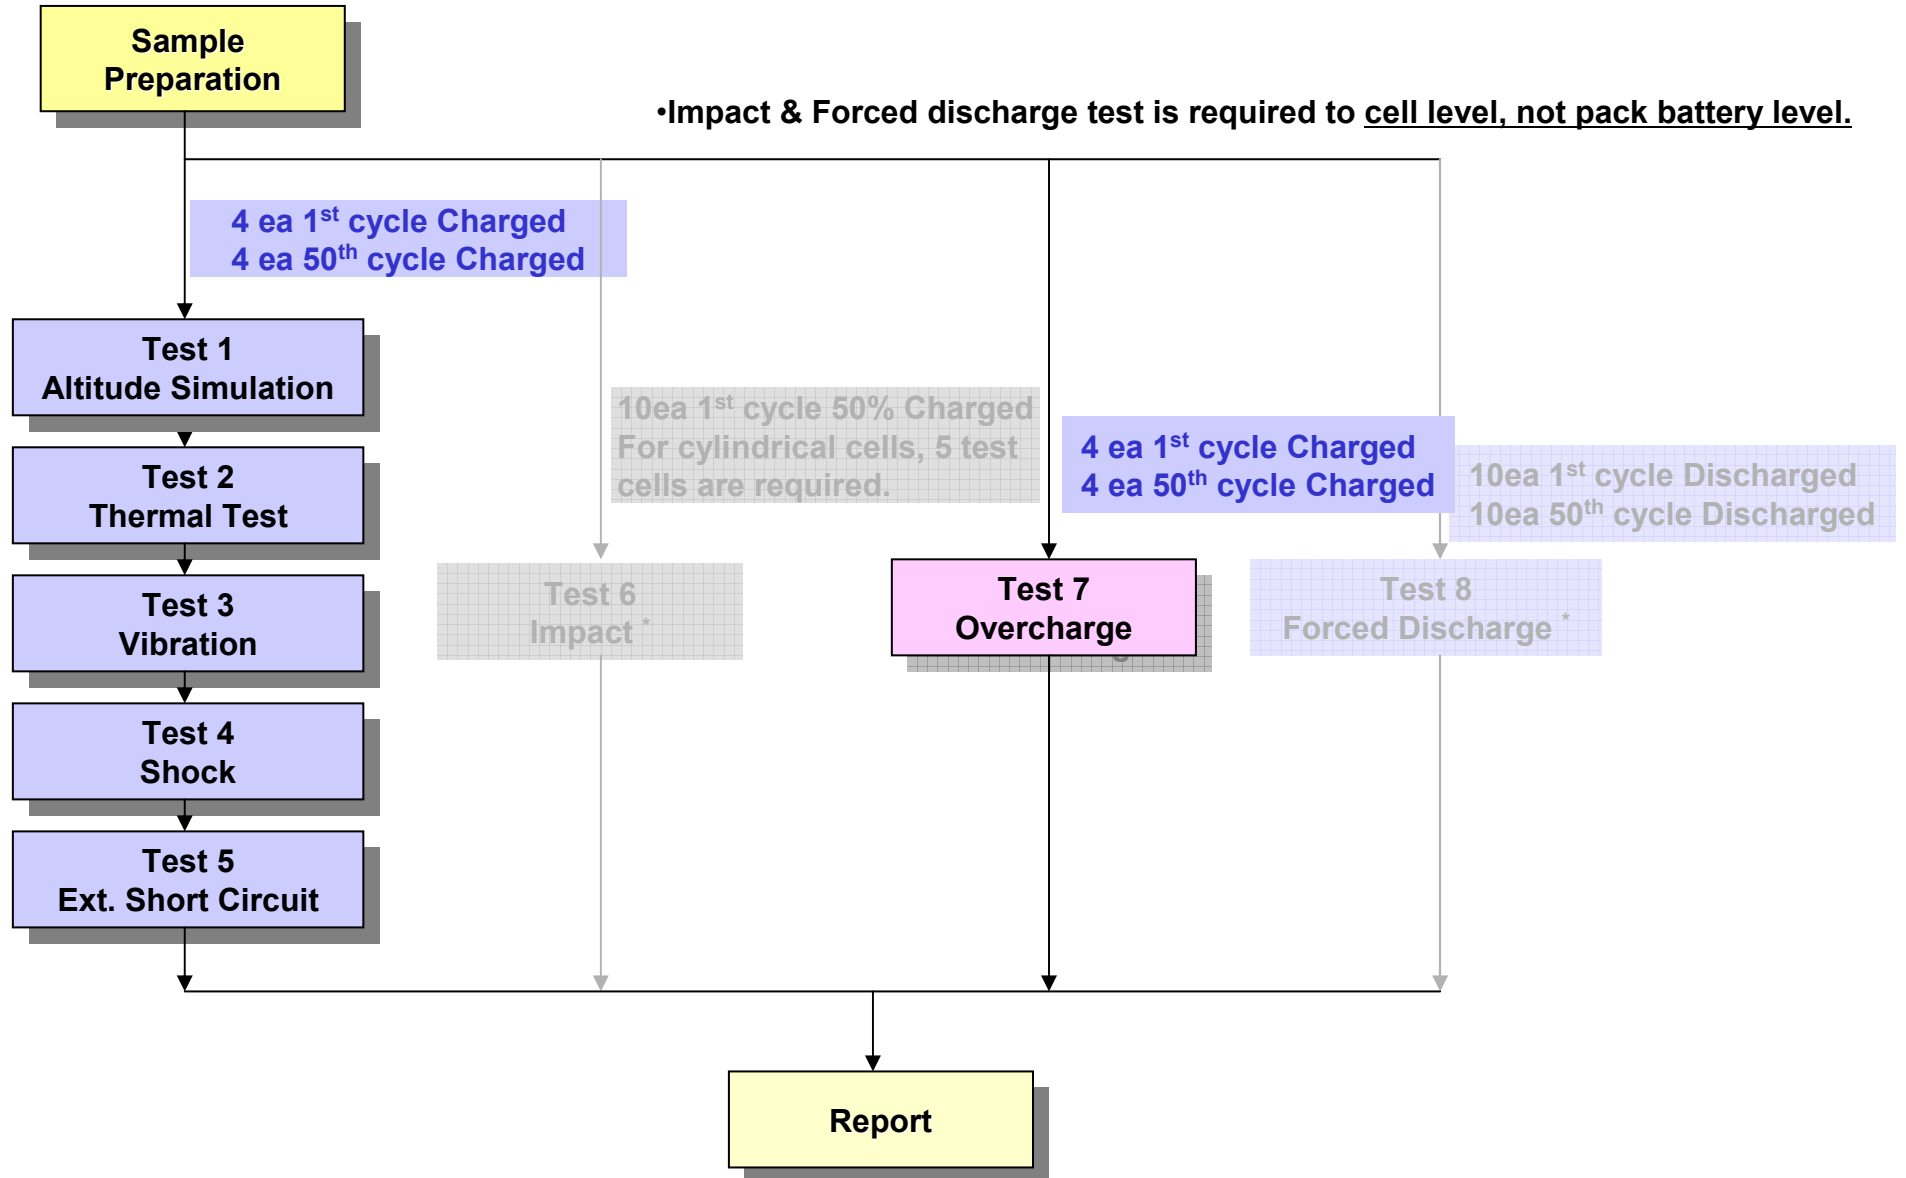 Sample
Preparation
•Impact & Forced discharge test is required to cell level, not pack battery level.
4 ea 1st cycle Charged
4 ea 50th cycle Charged
Test 1
Altitude Simulation
Test 2
Thermal Test
Test 3
Vibration
Test 4
Shock
Test 5
Ext. Short Circuit
10ea 1st cycle 50% Charged
For cylindrical cells, 5 test
cells are required.
Test 6
Impact *
4 ea 1st cycle Charged
4 ea 50th cycle Charged
Test 7
Overcharge
10ea 1st cycle Discharged
10ea 50th cycle Discharged
Test 8
Forced Discharge *
Report